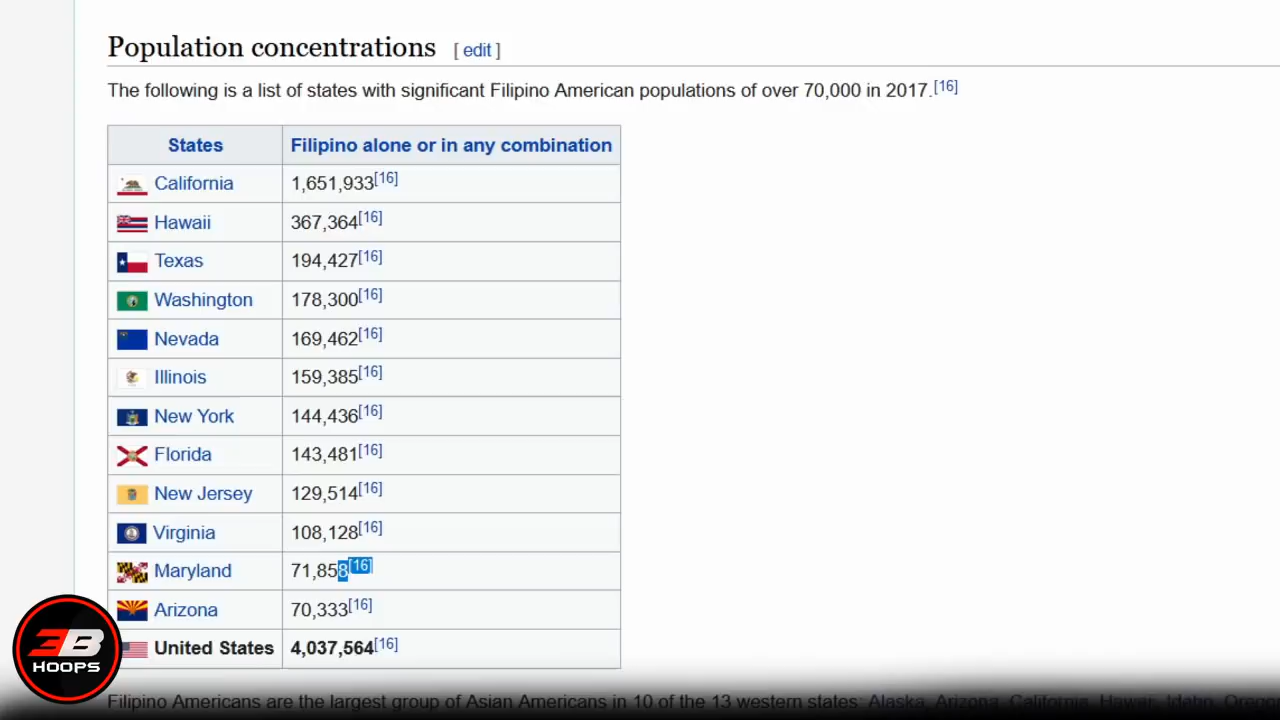 Population concentrations [ edit ]
The following is a list of states with significant Filipino American populations of over 70,000 in 2017.[16]
States Filipino alone or in any combination
California 1,651,933[16]
Hawaii 367,364[16]
Texas 194,427[16]
Washington 178,300[16]
Nevada 169,462[16]
Illinois 159,385[16]
New York 144,436[16]
Florida 143,481[16]
New Jersey 129,514[16]
Virginia 108,128[16]
Maryland 71,858[16]
Arizona 70,333[16]
United States 4,037,564[16]
3B
HOOPS
Filipino Americans are the largest group of Asian Americans in 10 of the 13 western states: Alaska, Arizona, California, Hawaii, Idaho,